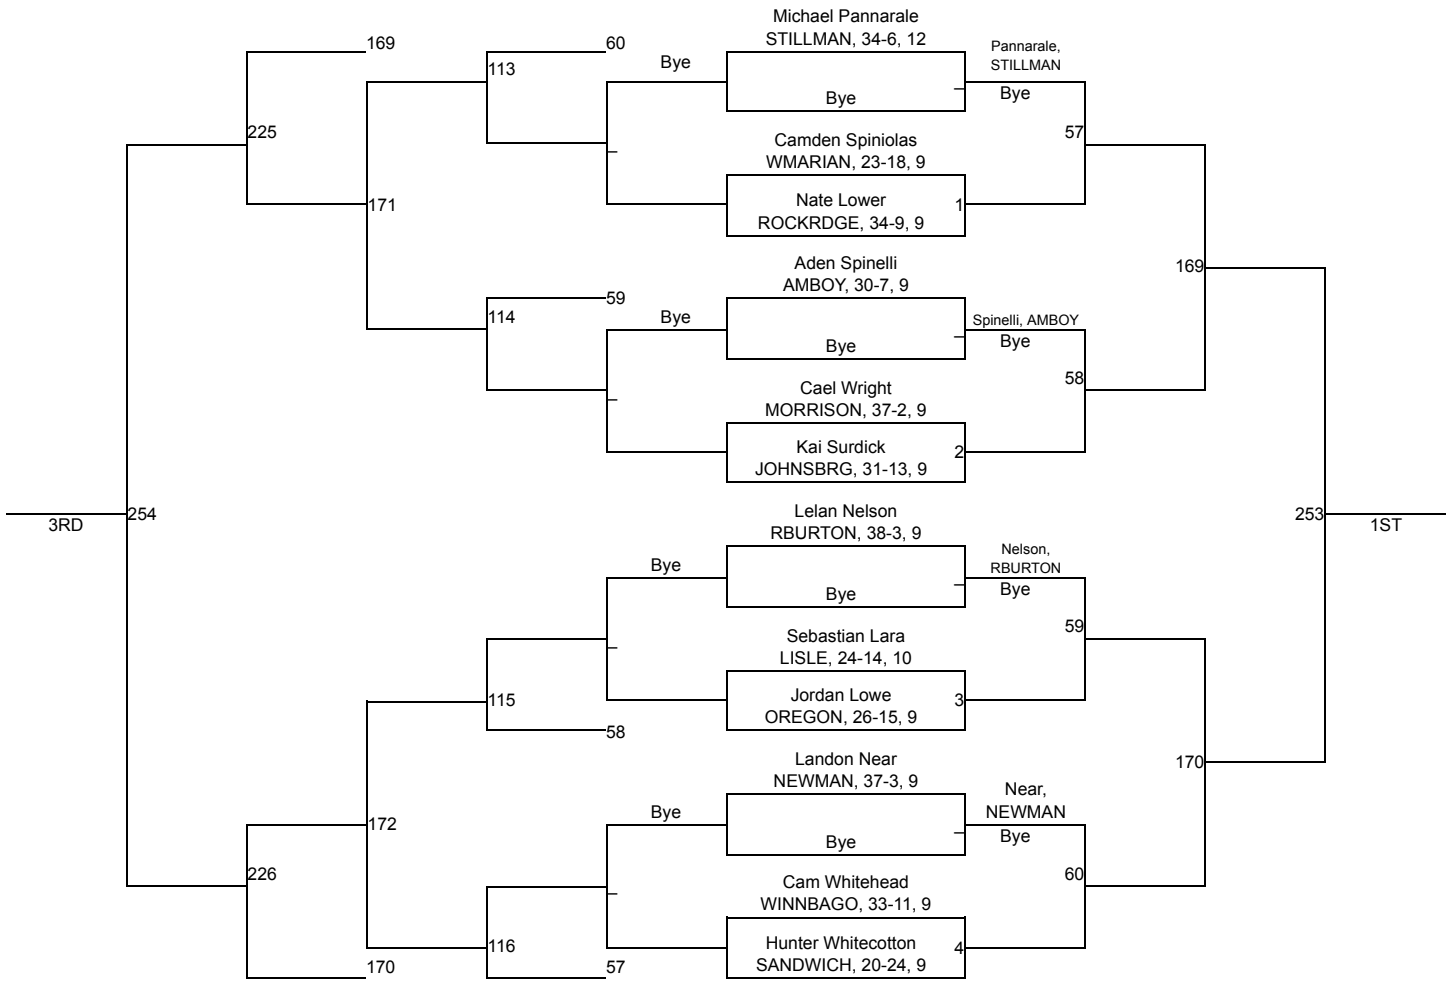 Michael Pannarale
STILLMAN, 34-6, 12
169
60
Bye
Pannarale,
STILLMAN
113
Bye
Bye
225
Camden Spiniolas
WMARIAN, 23-18, 9
57
171
Nate Lower
ROCKRDGE, 34-9, 9
1
Aden Spinelli
AMBOY, 30-7, 9
169
59
114
Bye
Spinelli, AMBOY
Bye
Bye
Cael Wright
MORRISON, 37-2, 9
58
Kai Surdick
JOHNSBRG, 31-13, 9
2
3RD
254
253
1ST
Lelan Nelson
RBURTON, 38-3, 9
Bye
Nelson,
RBURTON
Bye
Bye
Sebastian Lara
LISLE, 24-14, 10
59
115
Jordan Lowe
OREGON, 26-15, 9
3
58
Landon Near
NEWMAN, 37-3, 9
170
Bye
Near,
NEWMAN
172
Bye
Bye
226
Cam Whitehead
WINNBAGO, 33-11, 9
60
116
Hunter Whitecotton
SANDWICH, 20-24, 9
4
170
57